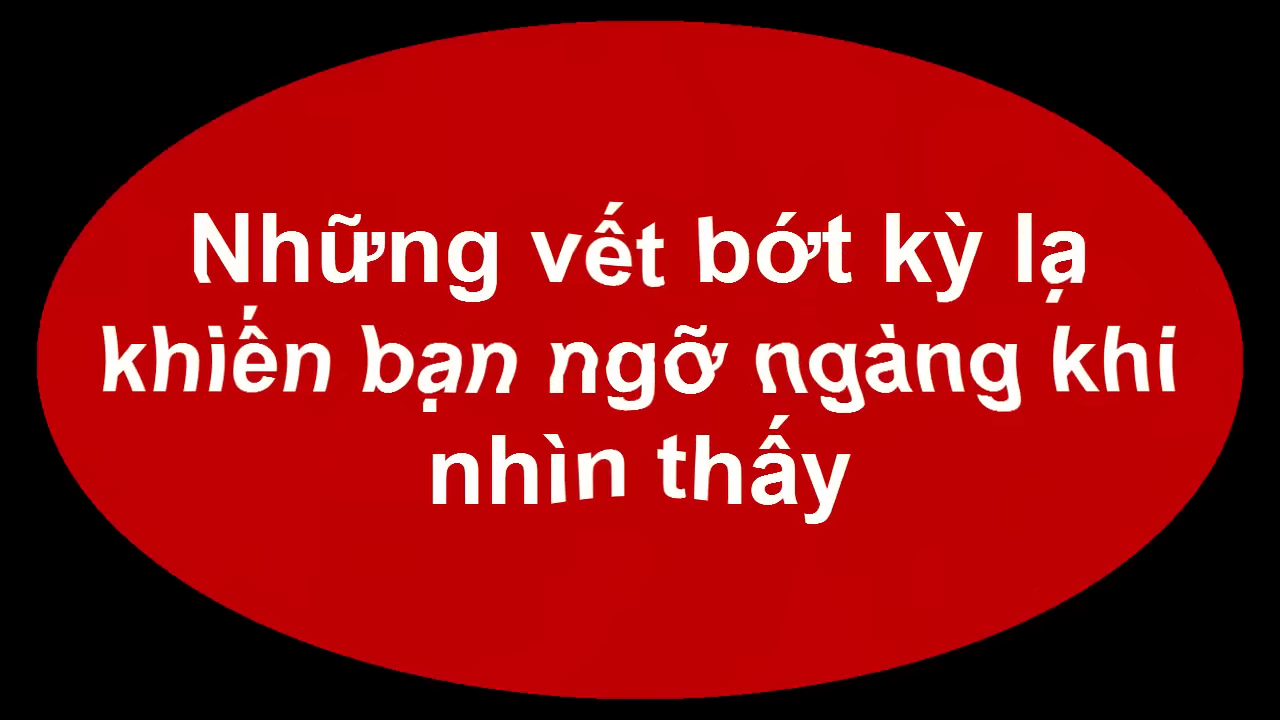 Những vết bớt kỳ lạ
khiến bạn ngỡ ngàng khi
nhìn thấy